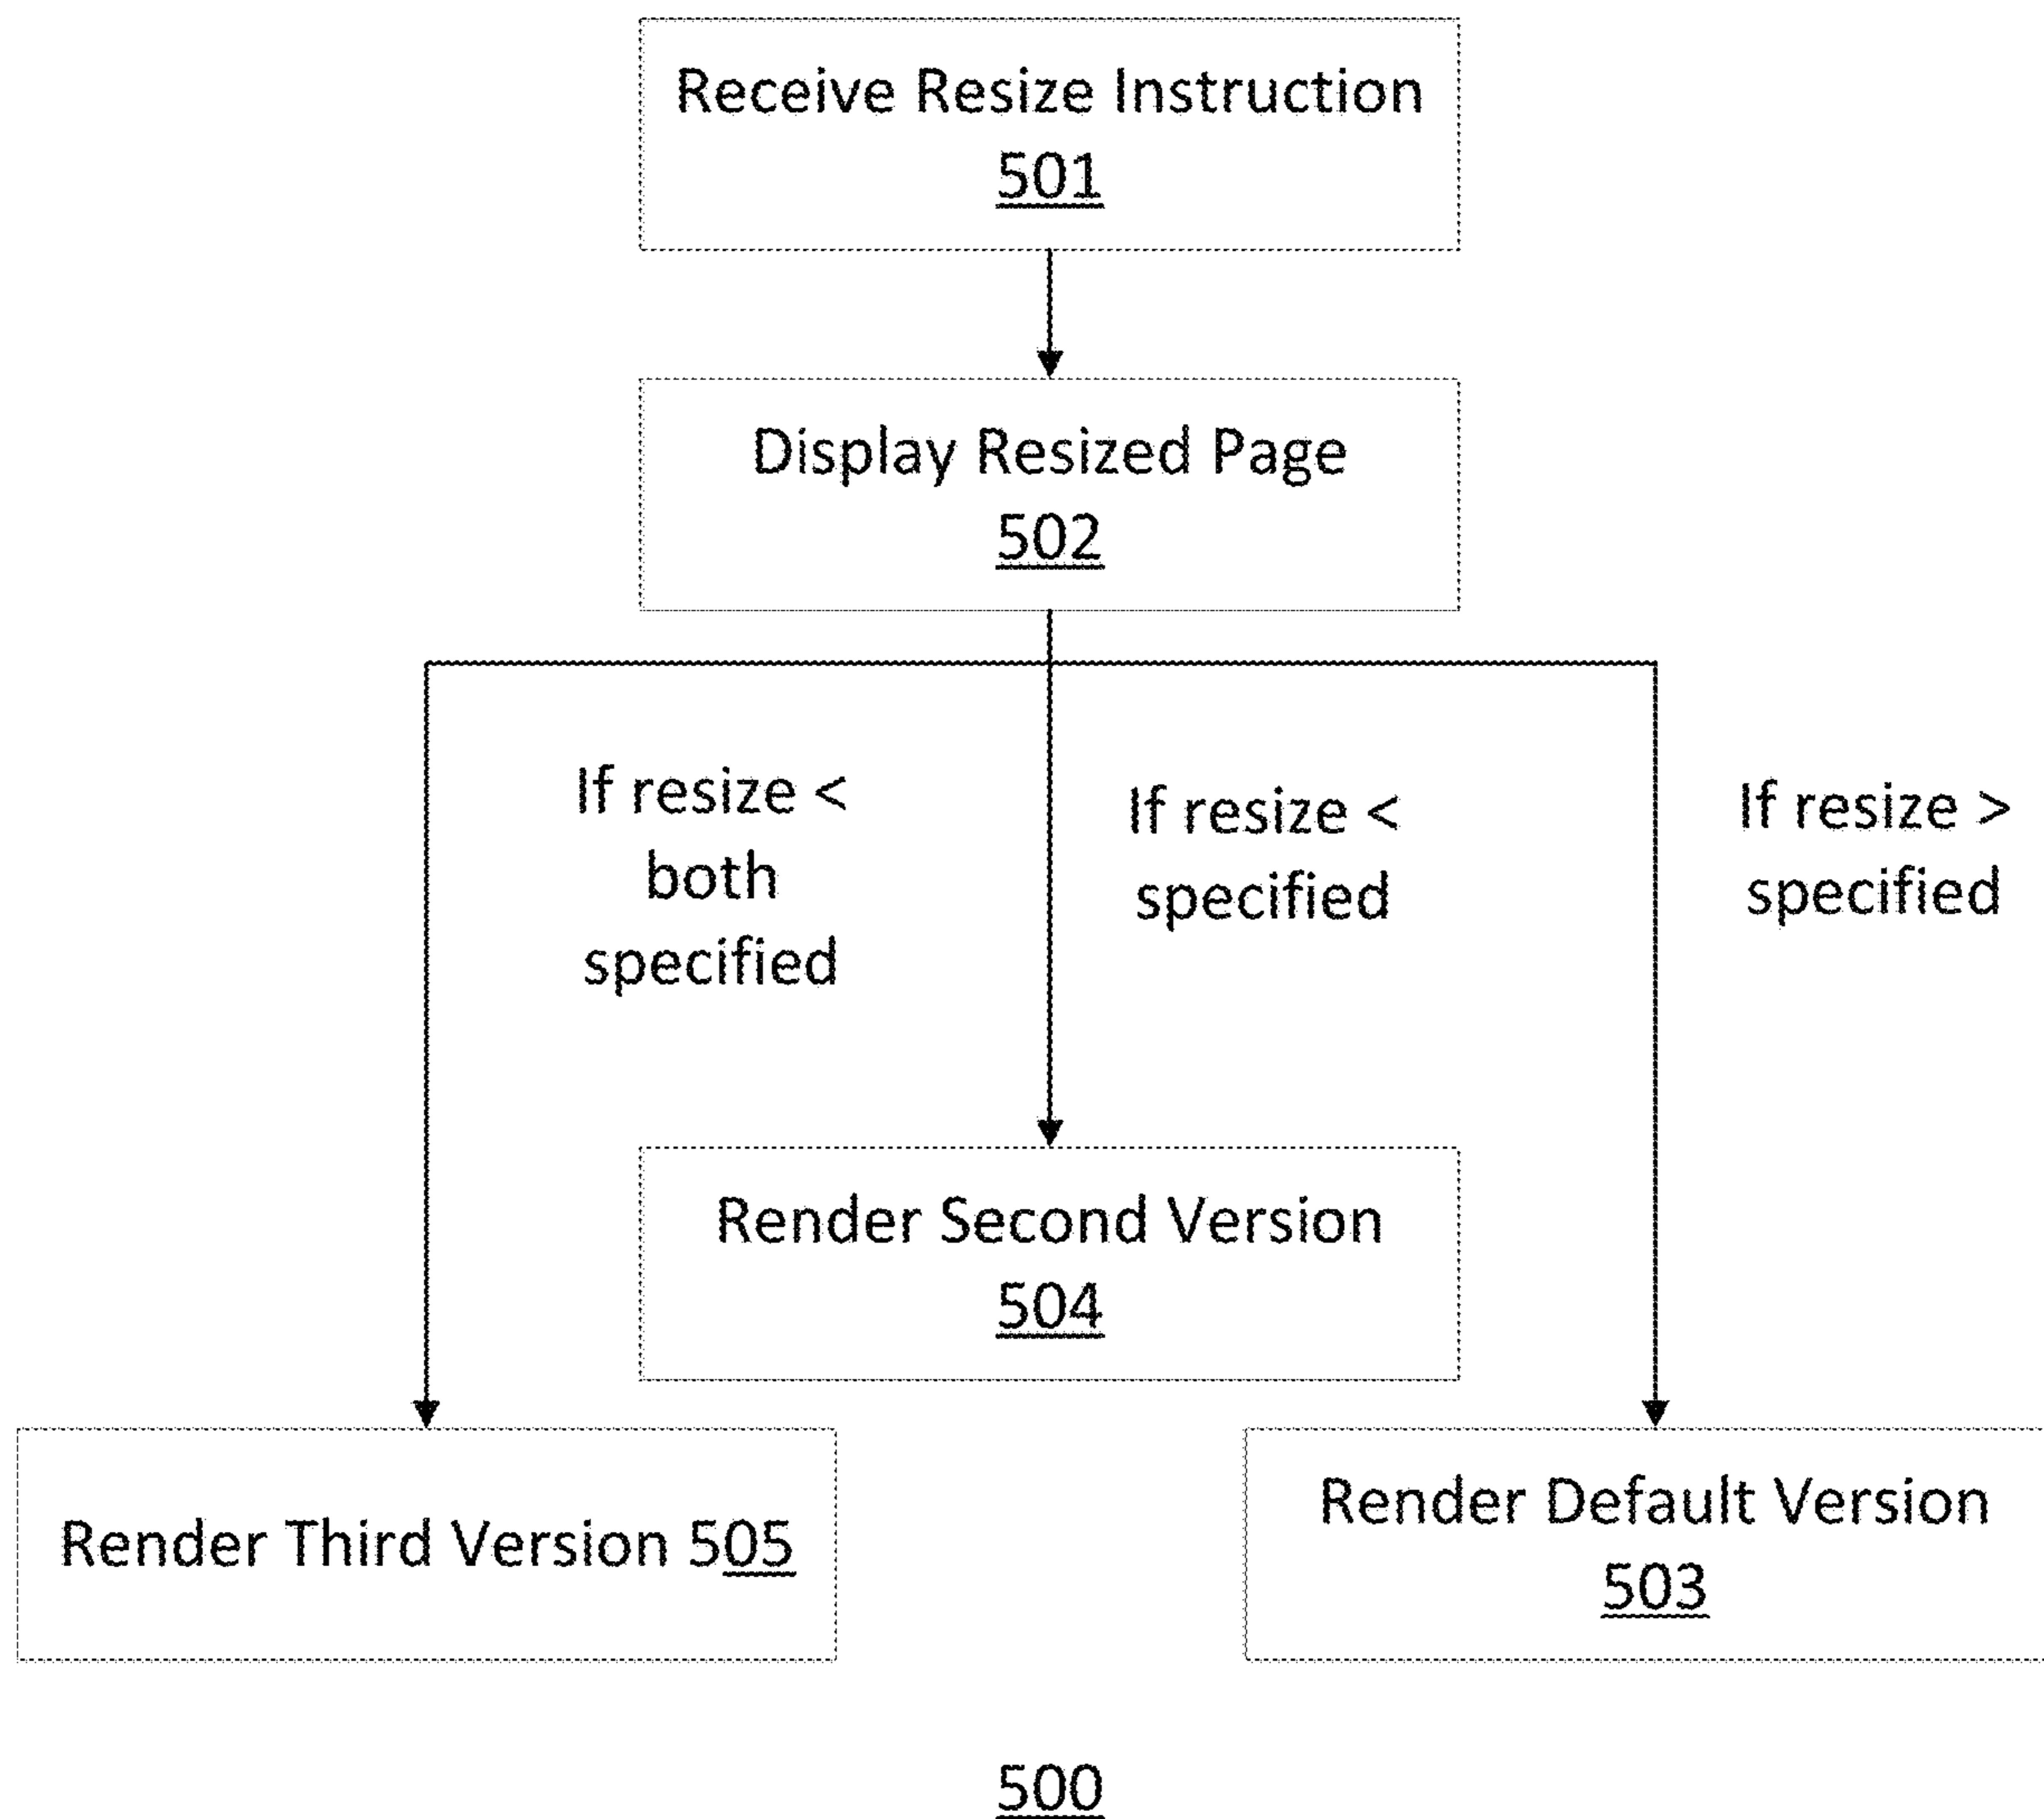 Receive Resize Instruction
501
Display Resized Page
502
If resize <
both
specified
If resize <
specified
If resize >
specified
Render Second Version
504
Render Third Version 505
Render Default Version
503
500